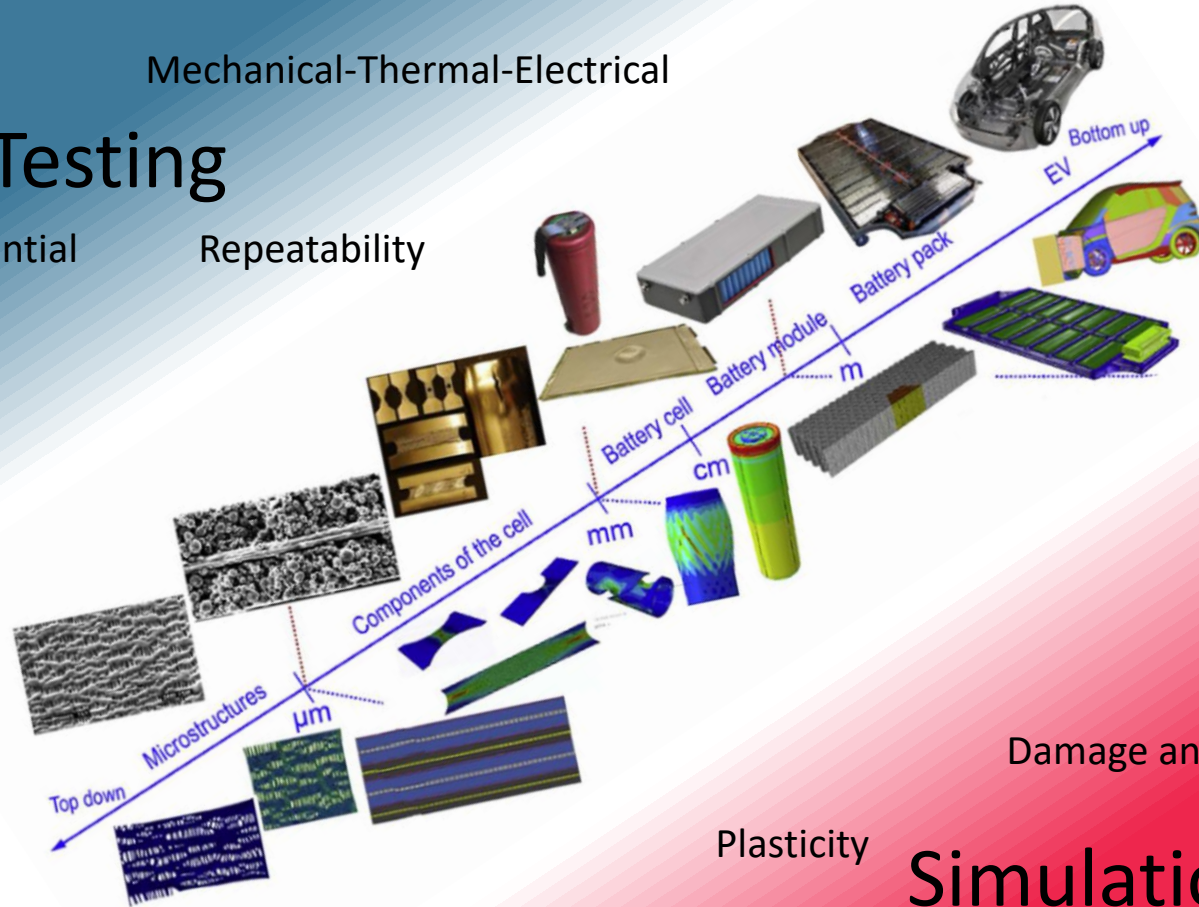 Mechanical-Thermal-Electrical
Testing
ntial
Repeatability
Bottom up
EV
Battery pack
Battery module
m
Battery cell
cm
mm
Components of the cell
µm
Microstructures
Top down
Damage an
Plasticity
Simulatio